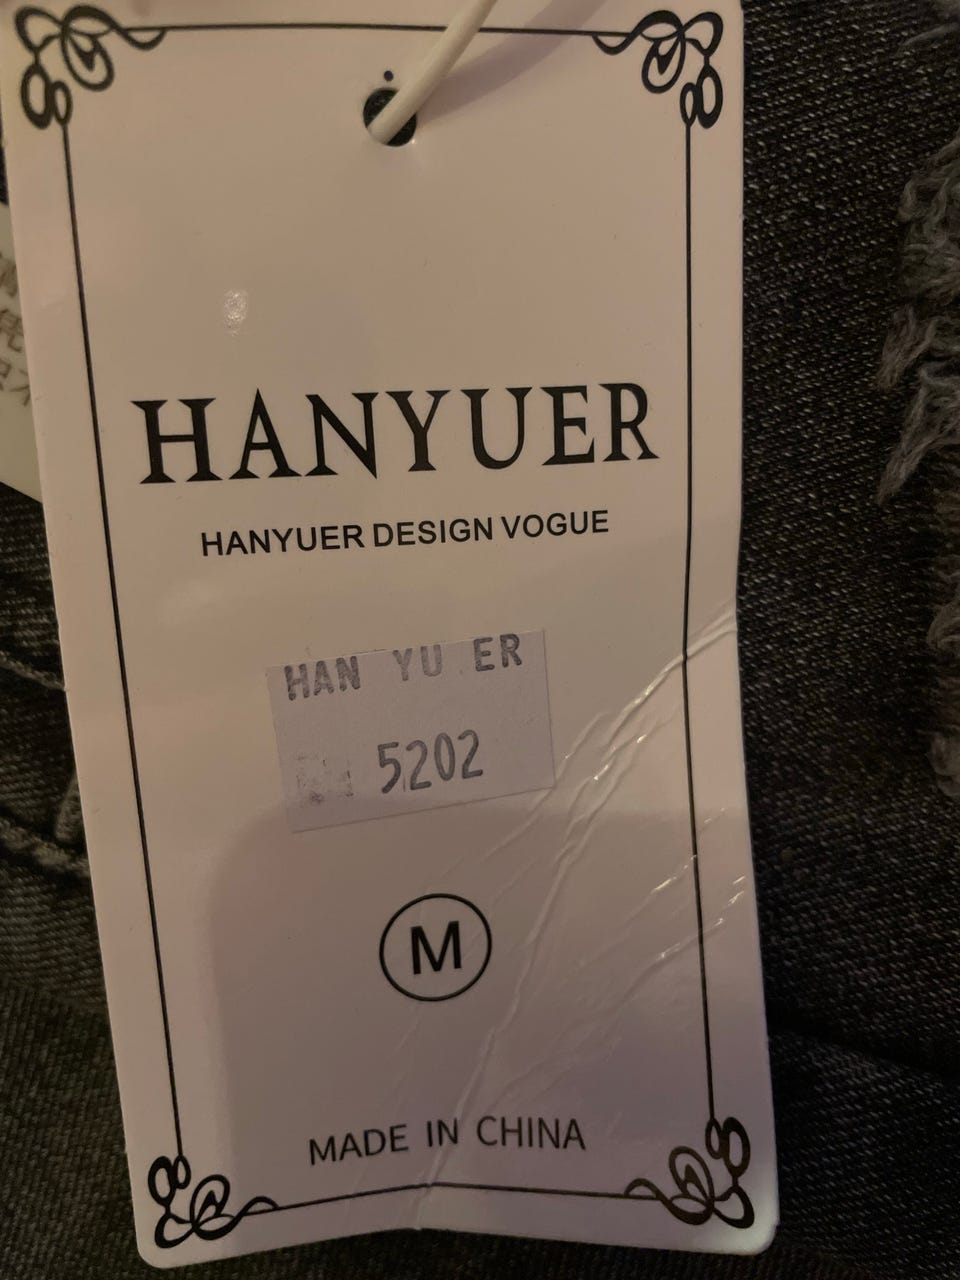 HANYUER
HANYUER DESIGN VOGUE
HAN YU ER
5202
M
MADE IN CHINA